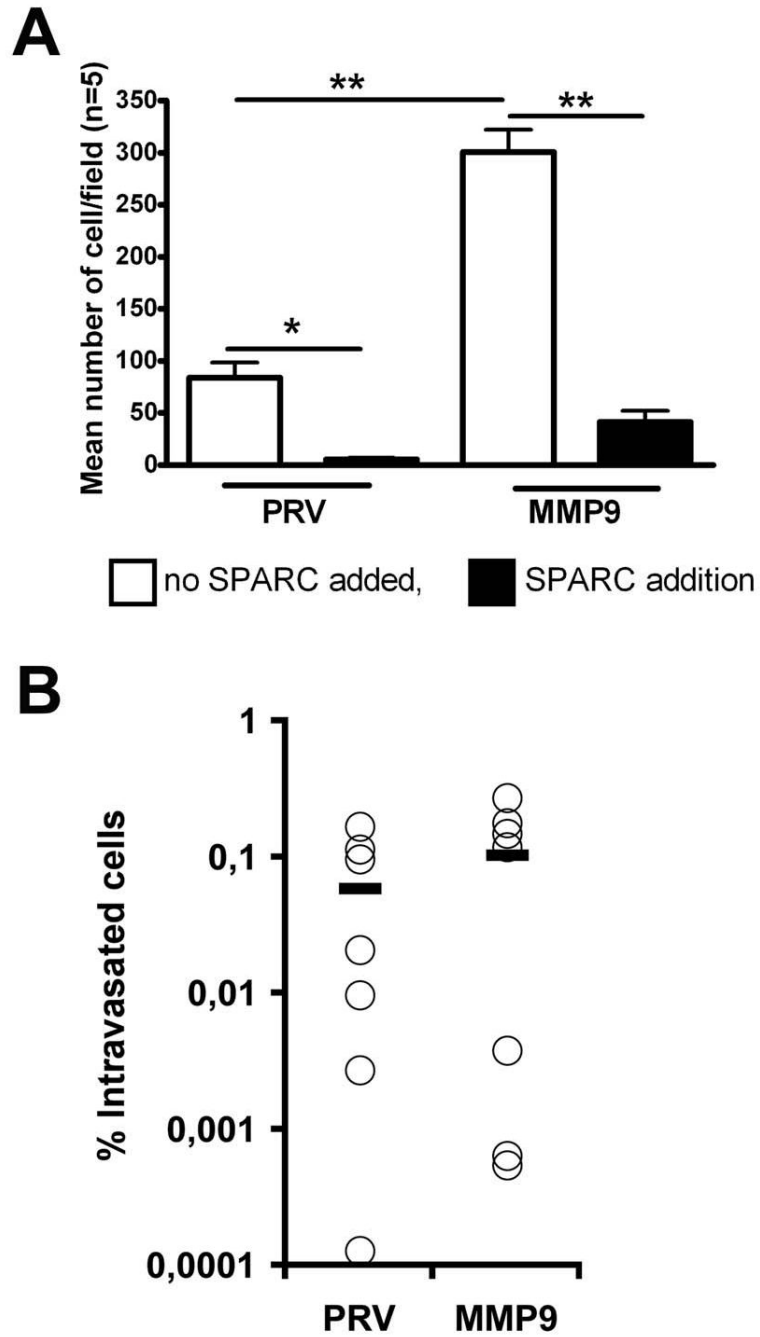 A
Mean number of cell/field (n=5)
350
300
250
200
150
100
50
0
**
**
*
PRV
MMP9
no SPARC added,
SPARC addition
B
% Intravasated cells
1
0,1
0,01
0,001
0,0001
PRV
MMP9